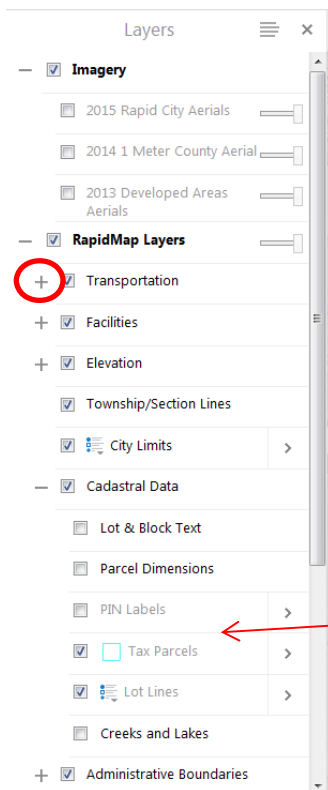 Layers
Imagery
2015 Rapid City Aerials
2014 1 Meter County Aerial
2013 Developed Areas
Aerials
RapidMap Layers
Transportation
Facilities
Elevation
Township/Section Lines
City Limits
Cadastral Data
Lot & Block Text
Parcel Dimensions
PIN Labels
Tax Parcels
Lot Lines
Creeks and Lakes
Administrative Boundaries